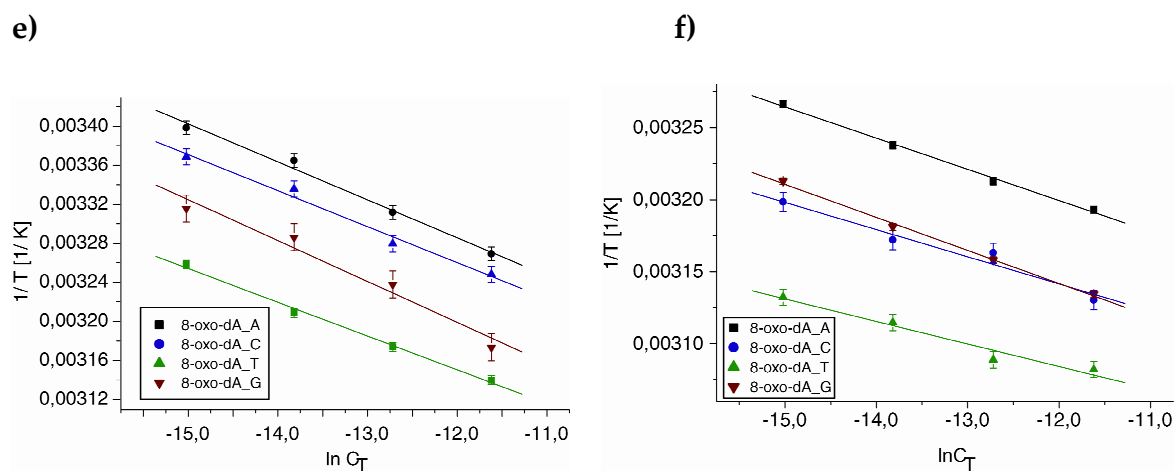 e)
1/ T [1/ K]
0,00340
0,00336
0,00332
0,00328
0,00324
0,00320
0,00316
0,00312
8-oxo-dA_A
8-oxo-dA_C
8-oxo-dA_T
8-oxo-dA_G
-15,0 -14,0 -13,0 -12,0 -11,0
ln CT
f)
1/T [1/K]
0,00325
0,00320
0,00315
0,00310
8-oxo-dA_A
8-oxo-dA_C
8-oxo-dA_T
8-oxo-dA_G
-15,0 -14,0 -13,0 -12,0 -11,0
lnCT